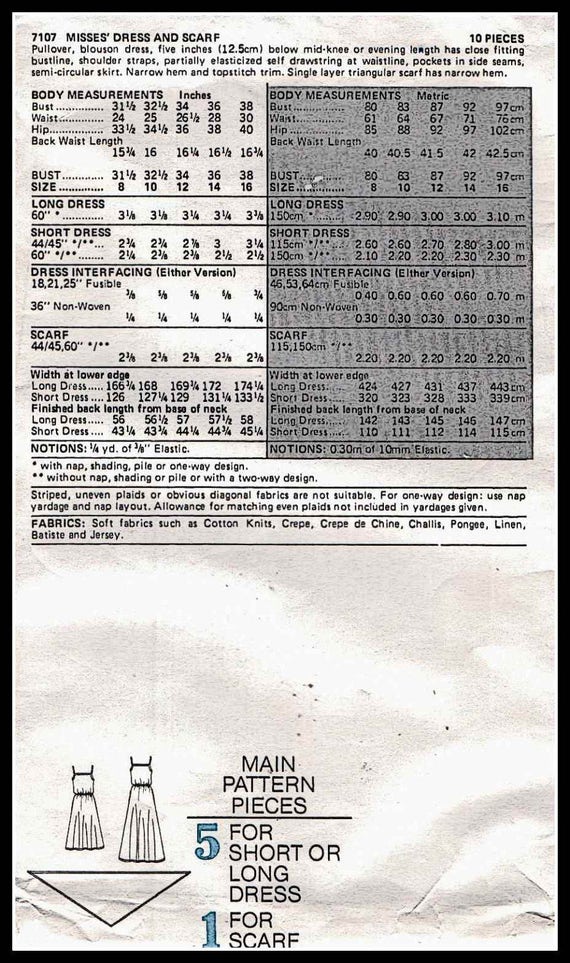 7107 MISSES' DRESS AND SCARF 10 PIECES
Pullover, blouson dress, five inches (12.5cm) below mid-knee or evening length has close fitting
bustline, shoulder straps, partially elasticized self drawstring at waistline, pockets in side seams,
semi-circular skirt. Narrow hem and topstitch trim. Single layer triangular scarf has narrow hem.
BODY MEASUREMENTS Inches
Bust 31½ 32½ 34 36 38
Waist 24 25 26½ 28 30
Hip 33½ 34½ 36 38 40
Back Waist Length
15¾ 16 16¼ 16½ 16¾
BUST 31½ 32½ 34 36 38
SIZE 8 10 12 14 16
LONG DRESS
60" * 3⅛ 3⅛ 3¼ 3¼ 3⅜
SHORT DRESS
44/45" */** 2¾ 2¾ 2⅞ 3 3¼
60" */** 2¼ 2⅜ 2⅜ 2½ 2½
DRESS INTERFACING (Either Version)
18,21,25" Fusible
⅜ ⅝ ⅝ ⅝ ¾
36" Non-Woven
¼ ¼ ¼ ¼ ¼
SCARF
44/45,60" */**
2⅜ 2⅜ 2⅜ 2⅜ 2⅜
Width at lower edge
Long Dress 166¾ 168 169¾ 172 174¼
Short Dress 126 127¼ 129 131¼ 133½
Finished back length from base of neck
Long Dress 56 56½ 57 57½ 58
Short Dress 43¼ 43¾ 44¼ 44¾ 45¼
NOTIONS: ¼ yd. of ⅜" Elastic.
BODY MEASUREMENTS Metric
Bust 80 83 87 92 97cm
Waist 61 64 67 71 76cm
Hip 85 88 92 97 102cm
Back Waist Length
40 40.5 41.5 42 42.5cm
BUST 80 83 87 92 97cm
SIZE 8 10 12 14 16
LONG DRESS
150cm * 2.90 2.90 3.00 3.00 3.10 m
SHORT DRESS
115cm */** 2.60 2.60 2.70 2.80 3.00 m
150cm */** 2.10 2.20 2.20 2.30 2.30 m
DRESS INTERFACING (Either Version)
46,53,64cm Fusible
0.40 0.60 0.60 0.60 0.70 m
90cm Non-Woven
0.30 0.30 0.30 0.30 0.30 m
SCARF
115,150cm */**
2.20 2.20 2.20 2.20 2.20 m
Width at lower edge
Long Dress 424 427 431 437 443cm
Short Dress 320 323 328 333 339cm
Finished back length from base of neck
Long Dress 142 143 145 146 147cm
Short Dress 110 111 112 114 115cm
NOTIONS: 0.30m of 10mm Elastic.
* with nap, shading, pile or one-way design.
** without nap, shading or pile or with a two-way design.
Striped, uneven plaids or obvious diagonal fabrics are not suitable. For one-way design: use nap
yardage and nap layout. Allowance for matching even plaids not included in yardages given.
FABRICS: Soft fabrics such as Cotton Knits, Crepe, Crepe de Chine, Challis, Pongee, Linen,
Batiste and Jersey.
MAIN
PATTERN
PIECES
5 FOR
SHORT OR
LONG
DRESS
1 FOR
SCARF